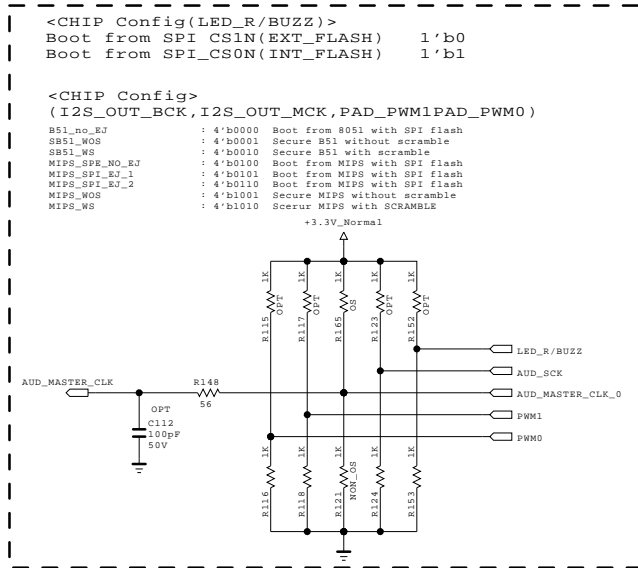 <CHIP Config(LED_R/BUZZ)>
Boot from SPI CS1N(EXT_FLASH) 1'b0
Boot from SPI_CS0N(INT_FLASH) 1'b1
<CHIP Config>
(I2S_OUT_BCK,I2S_OUT_MCK,PAD_PWM1PAD_PWM0)
B51_no_EJ : 4'b0000 Boot from 8051 with SPI flash
SB51_WOS : 4'b0001 Secure B51 without scramble
SB51_WS : 4'b0010 Secure B51 with scramble
MIPS_SPE_NO_EJ : 4'b0100 Boot from MIPS with SPI flash
MIPS_SPI_EJ_1 : 4'b0101 Boot from MIPS with SPI flash
MIPS_SPI_EJ_2 : 4'b0110 Boot from MIPS with SPI flash
MIPS_WOS : 4'b1001 Secure MIPS without scramble
MIPS_WS : 4'b1010 Scerur MIPS with SCRAMBLE
+3.3V_Normal
1K 1K 1K 1K 1K
OPT OPT OS OPT OPT
R115 R117 R165 R123 R152
LED_R/BUZZ
AUD_SCK
AUD_MASTER_CLK R148 AUD_MASTER_CLK_0
56
OPT
C112
100pF
50V
PWM1
PWM0
1K 1K 1K 1K 1K
NON_OS
R116 R118 R121 R124 R153